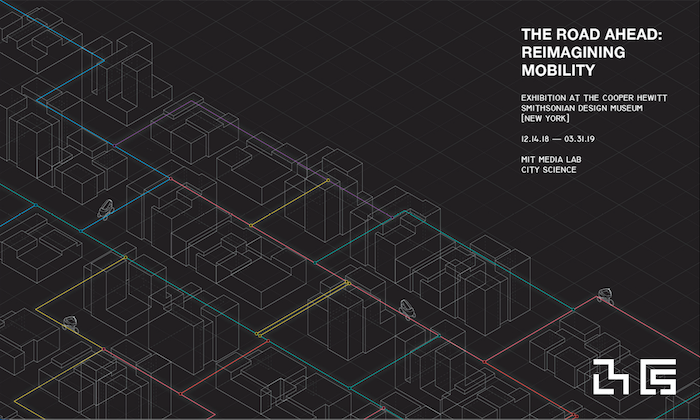 THE ROAD AHEAD:
REIMAGINING
MOBILITY
EXHIBITION AT THE COOPER HEWITT
SMITHSONIAN DESIGN MUSEUM
[NEW YORK]
12.14.18 — 03.31.19
MIT MEDIA LAB
CITY SCIENCE